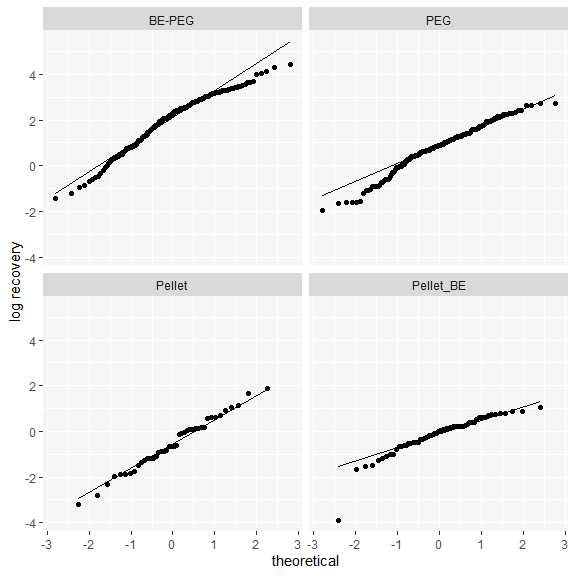 BE-PEG
PEG
4
2
0
-2
-4
Pellet
Pellet_BE
4
2
0
-2
-4
-3 -2 -1 0 1 2 3 -3 -2 -1 0 1 2 3
theoretical
log recovery